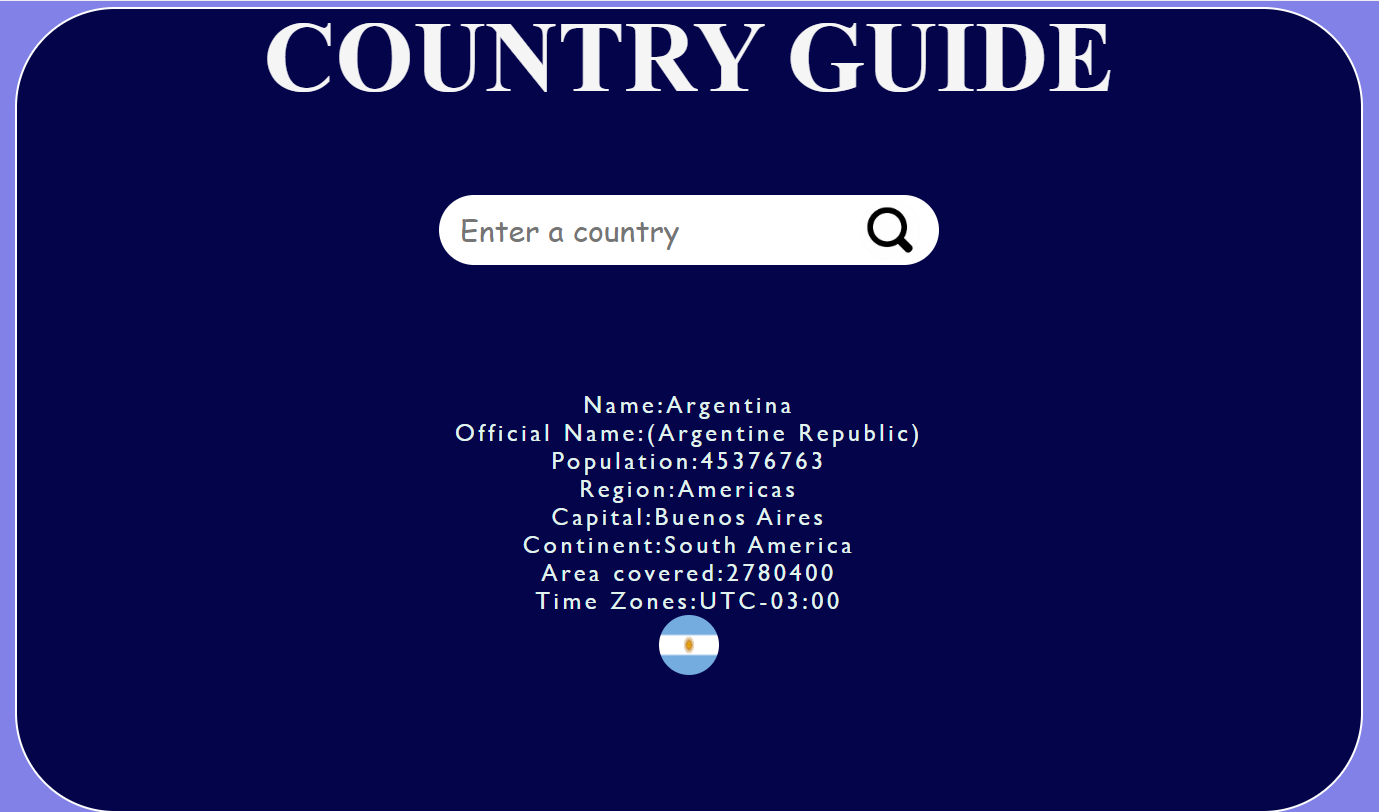 COUNTRY GUIDE
Enter a country
Name:Argentina
Official Name:(Argentine Republic)
Population:45376763
Region:Americas
Capital:Buenos Aires
Continent:South America
Area covered:2780400
Time Zones:UTC-03:00